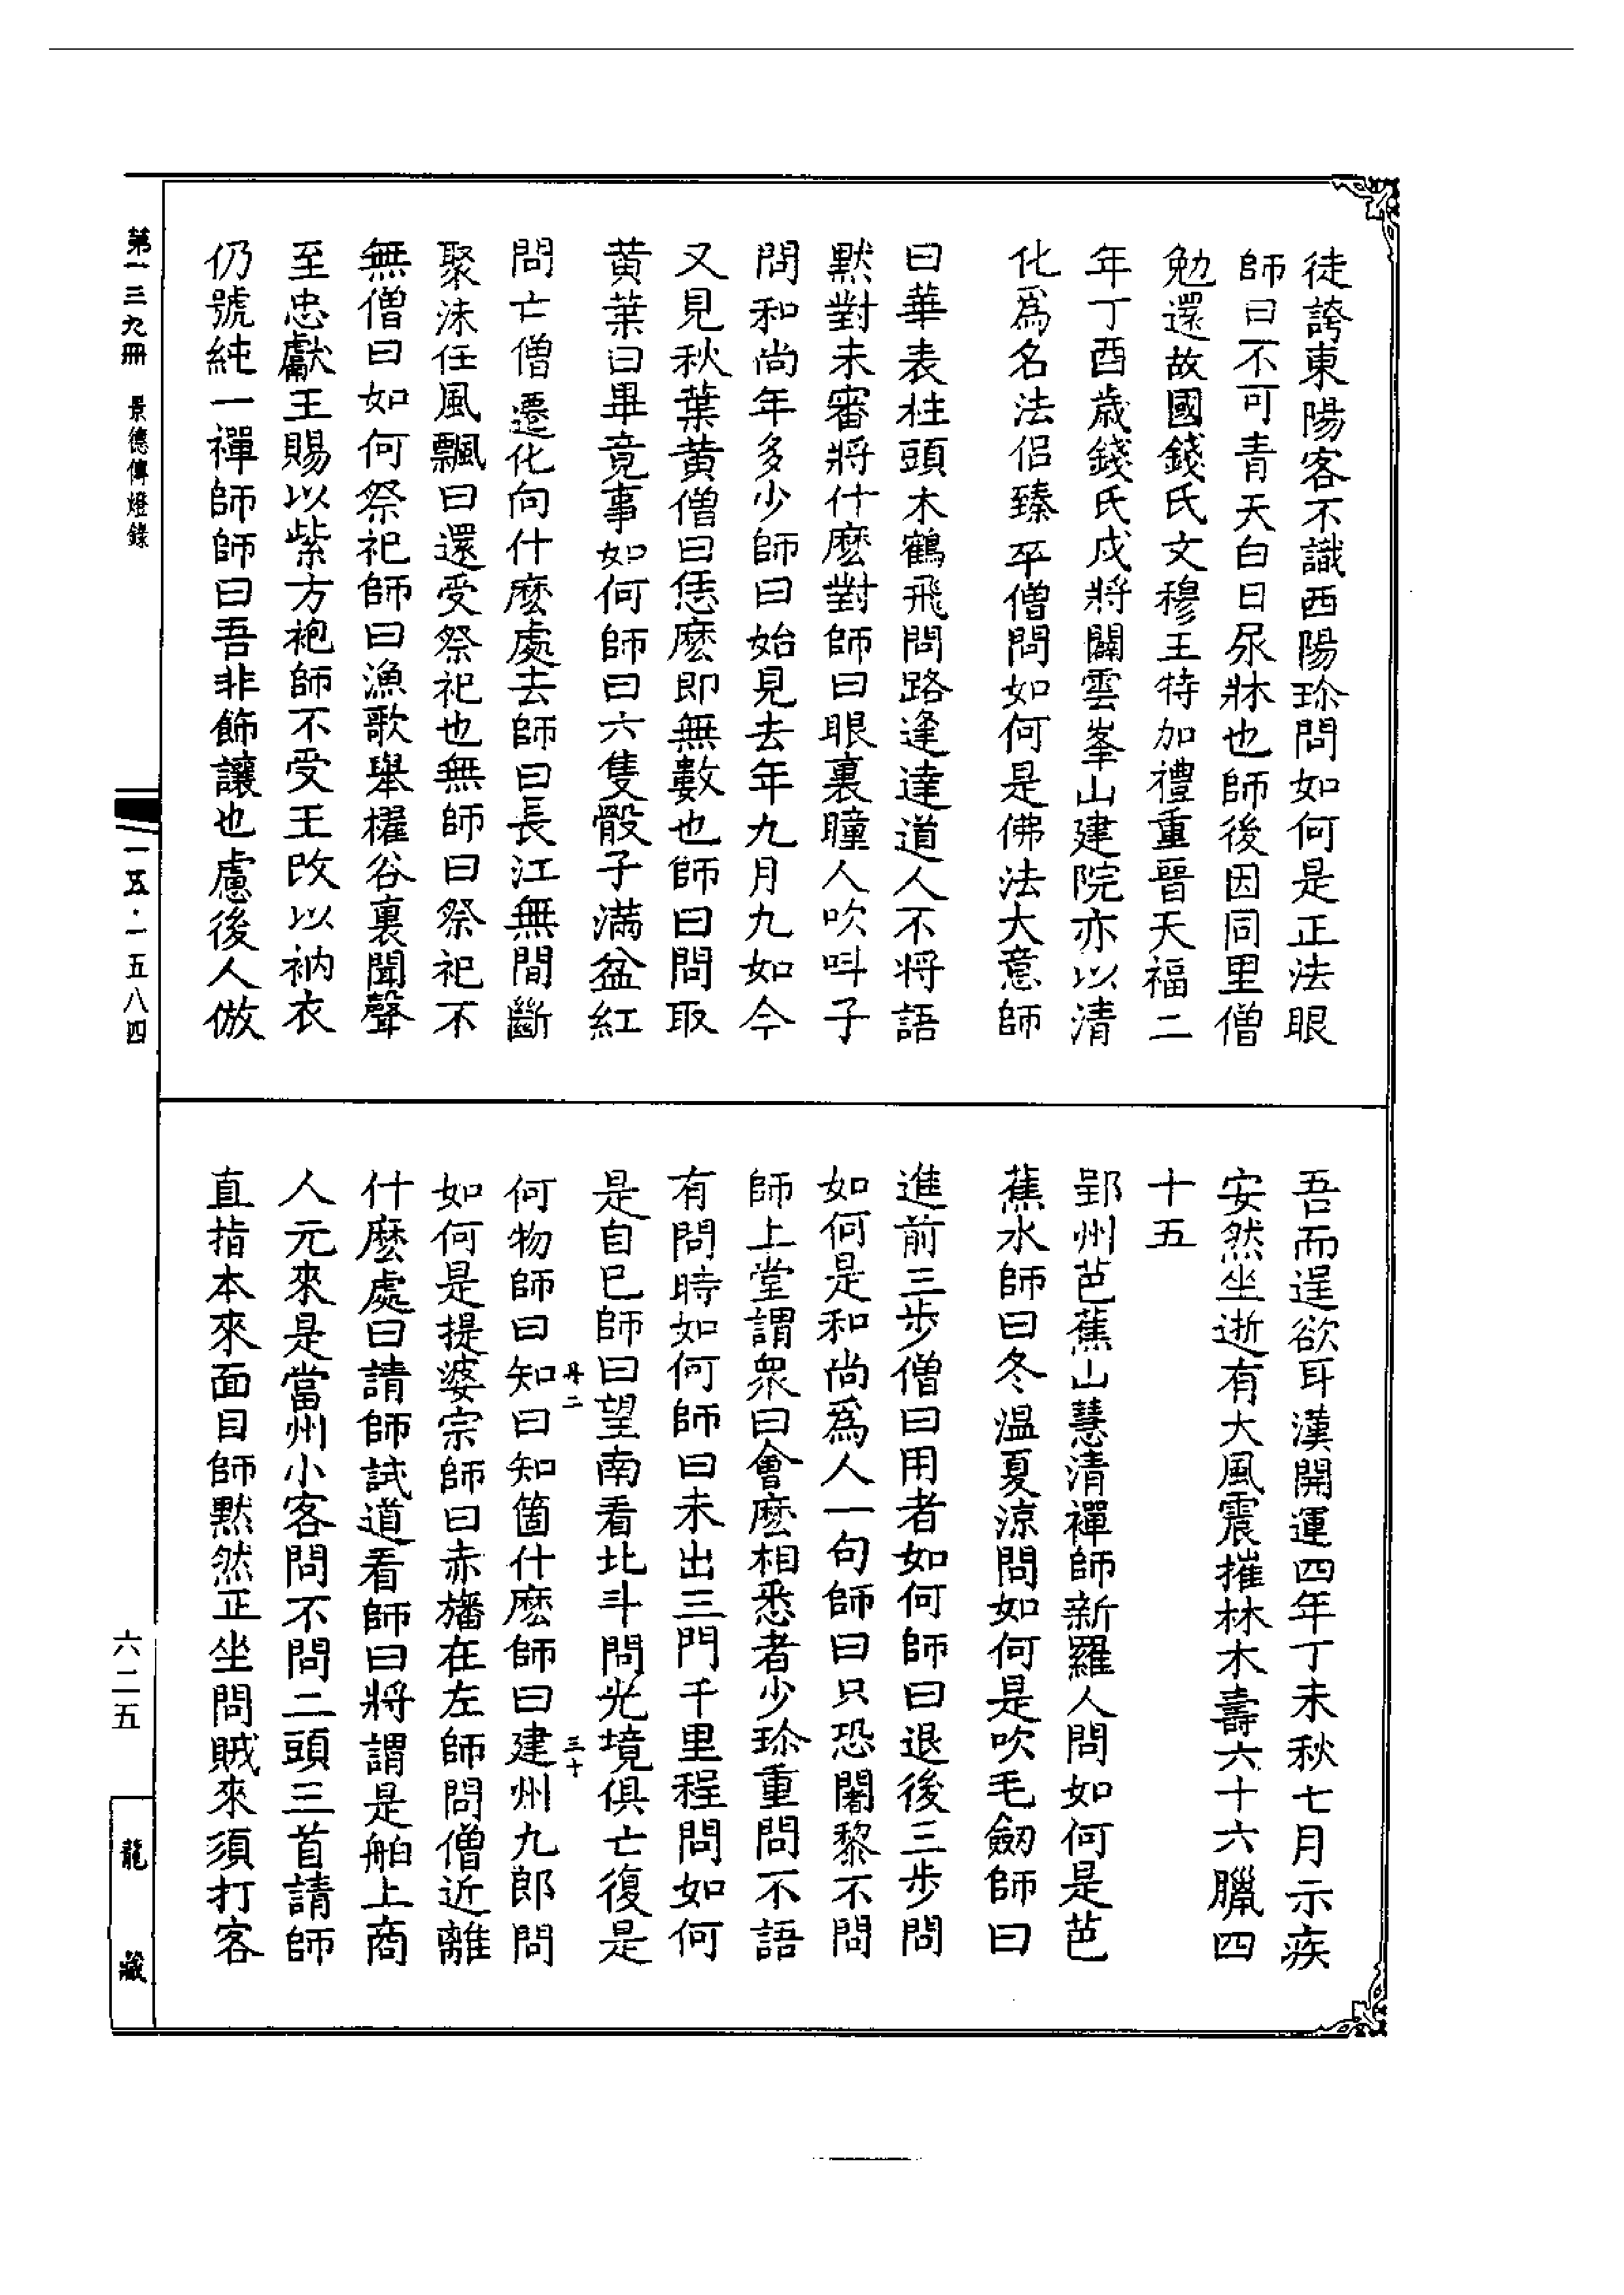 徒誇東陽客不識西陽珎問如何是正法眼
師曰不可青天白日尿牀也師後因同里僧
勉還故國錢氏文穆王特加禮重晉天福二
年丁酉歲錢氏戍將闢雲峯山建院亦以清
化爲名法侶臻萃僧問如何是佛法大意師
曰華表柱頭木鶴飛問路逢達道人不將語
默對未審將什麽對師曰眼裏瞳人吹呌子
問和尚年多少師曰始見去年九月九如今
又見秋葉黃僧曰恁麽即無數也師曰問取
黃葉曰畢竟事如何師曰六隻骰子滿盆紅
問亡僧遷化向什麽處去師曰長江無間斷
聚沫任風飄曰還受祭祀也無師曰祭祀不
無僧曰如何祭祀師曰漁歌舉櫂谷裏聞聲
至忠獻王賜以紫方袍師不受王改以衲衣
仍號純一禪師師曰吾非飾讓也慮後人倣
吾而逞欲耳漢開運四年丁未秋七月示疾
安然坐逝有大風震摧林木壽六十六臘四
十五
郢州芭蕉山慧清禪師新羅人問如何是芭
蕉水師曰冬溫夏涼問如何是吹毛劒師曰
進前三步僧曰用者如何師曰退後三步問
如何是和尚爲人一句師曰只恐闍黎不問
師上堂謂衆曰會麽相悉者少珎重問不語
有問時如何師曰未出三門千里程問如何
是自已師曰望南看北斗問光境俱亡復是
何物師曰知曰知箇什麽師曰建州九郎問
如何是提婆宗師曰赤旛在左師問僧近離
什麽處曰請師試道看師曰將謂是舶上商
人元來是當州小客問不問二頭三首請師
直指本來面目師默然正坐問賊來須打客
丹二
三十
第一三九冊 景德傳燈錄
一五·一五八四
六二五
龍藏